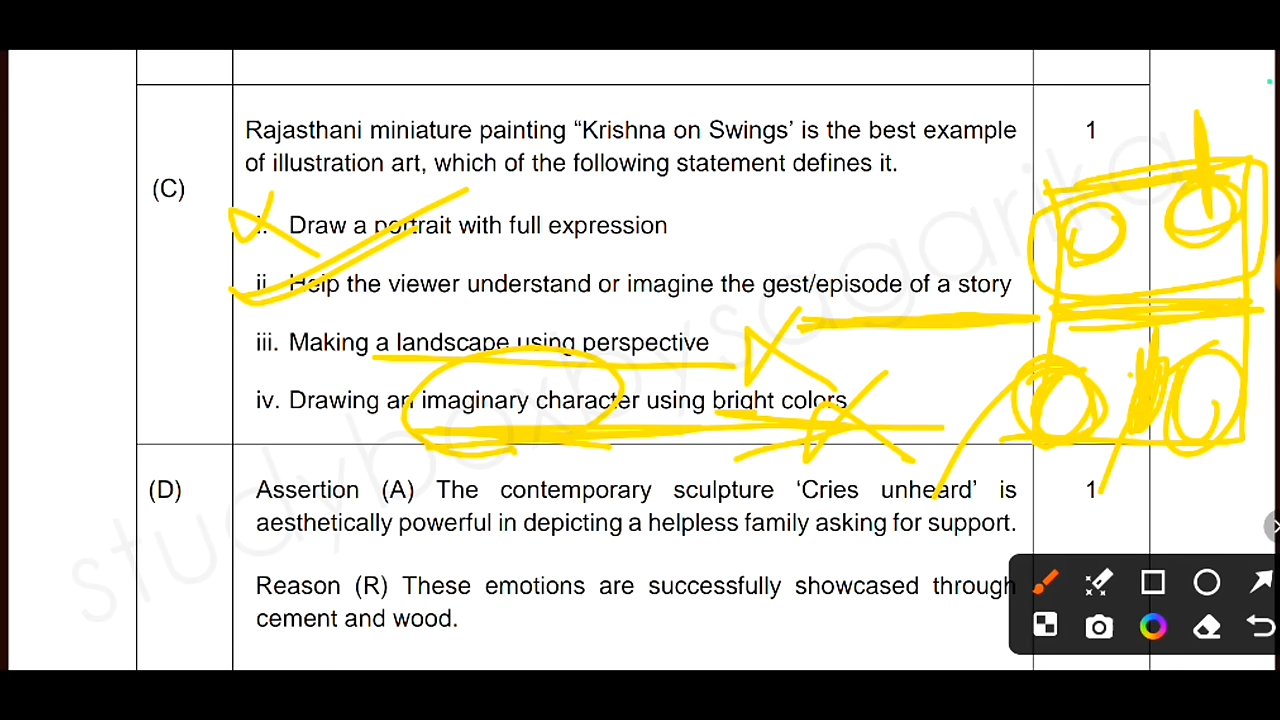 Rajasthani miniature painting “Krishna on Swings’ is the best example
1
of illustration art, which of the following statement defines it.
(C)
i. Draw a portrait with full expression
ii. Help the viewer understand or imagine the gest/episode of a story
iii. Making a landscape using perspective
iv. Drawing an imaginary character using bright colors
(D)
Assertion (A) The contemporary sculpture ‘Cries unheard’ is
1
aesthetically powerful in depicting a helpless family asking for support.
Reason (R) These emotions are successfully showcased through
cement and wood.
studyboxbysagarika